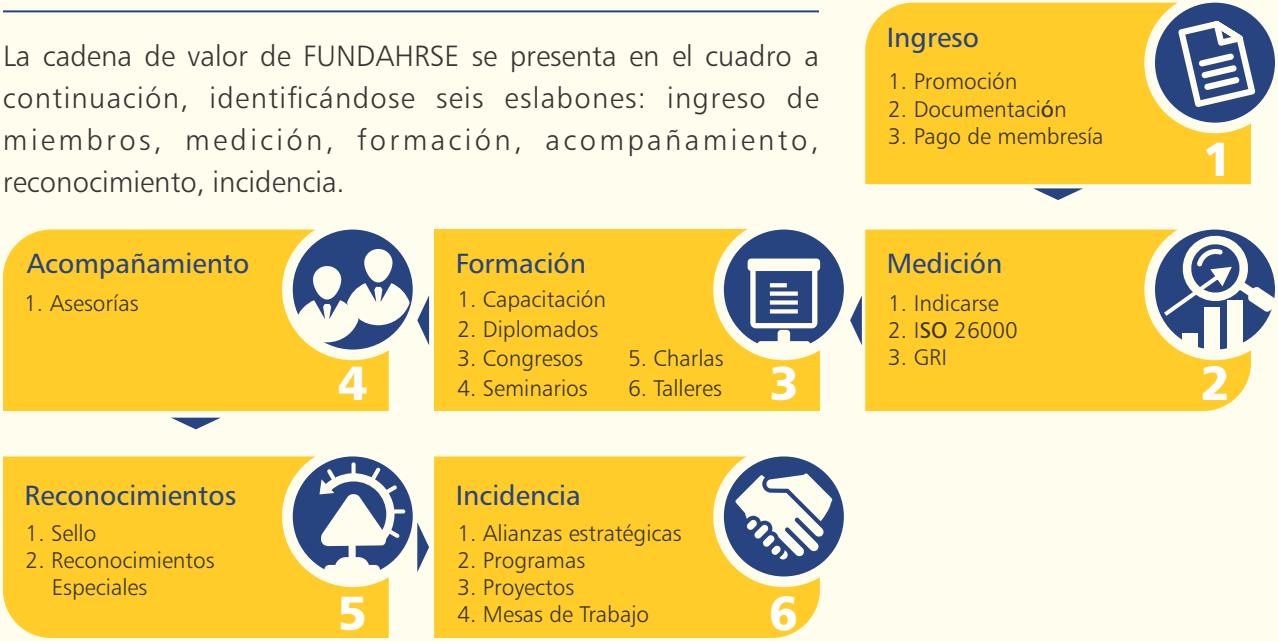 La cadena de valor de FUNDAHRSE se presenta en el cuadro a
continuación, identificándose seis eslabones: ingreso de
miembros, medición, formación, acompañamiento,
reconocimiento, incidencia.
Ingreso
1. Promoción
2. Documentación
3. Pago de membresía
1
Medición
1. Indicarse
2. ISO 26000
3. GRI
2
Formación
1. Capacitación
2. Diplomados
3. Congresos
4. Seminarios
5. Charlas
6. Talleres
3
Acompañamiento
1. Asesorías
4
Reconocimientos
1. Sello
2. Reconocimientos
Especiales
5
Incidencia
1. Alianzas estratégicas
2. Programas
3. Proyectos
4. Mesas de Trabajo
6